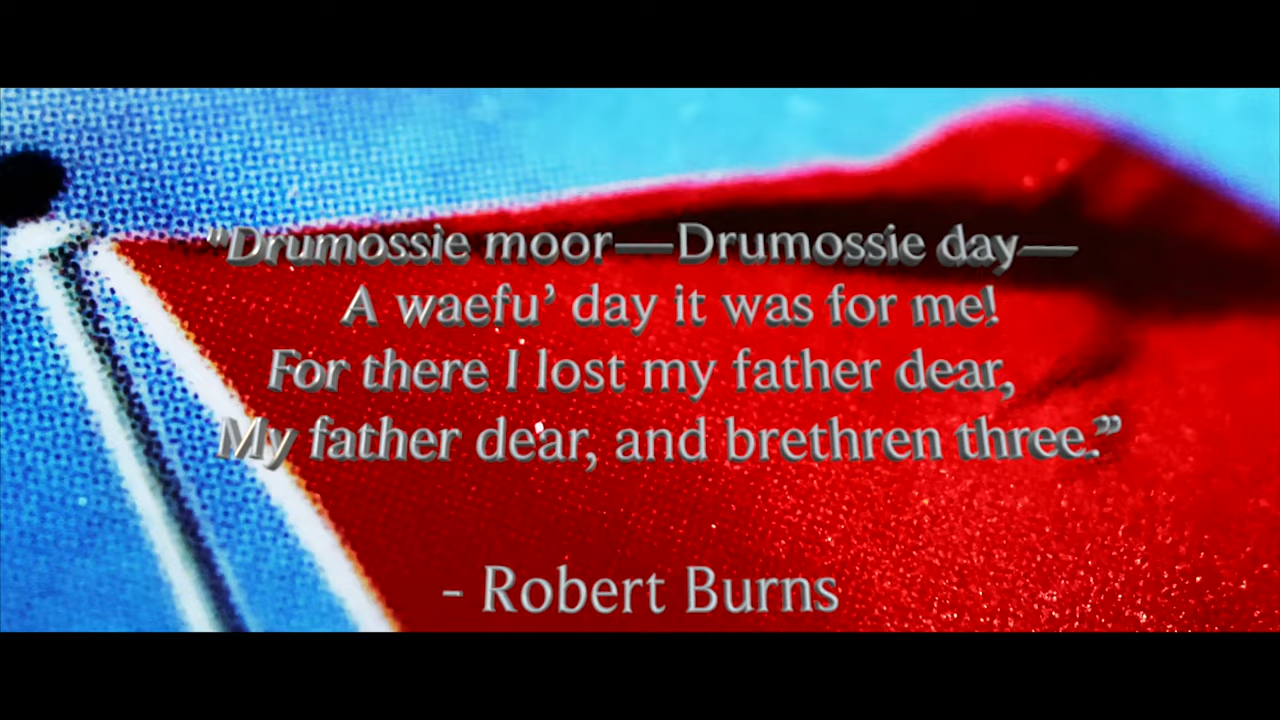 “Drumossie moor—Drumossie day—
A waefu’ day it was for me!
For there I lost my father dear,
My father dear, and brethren three.”
- Robert Burns